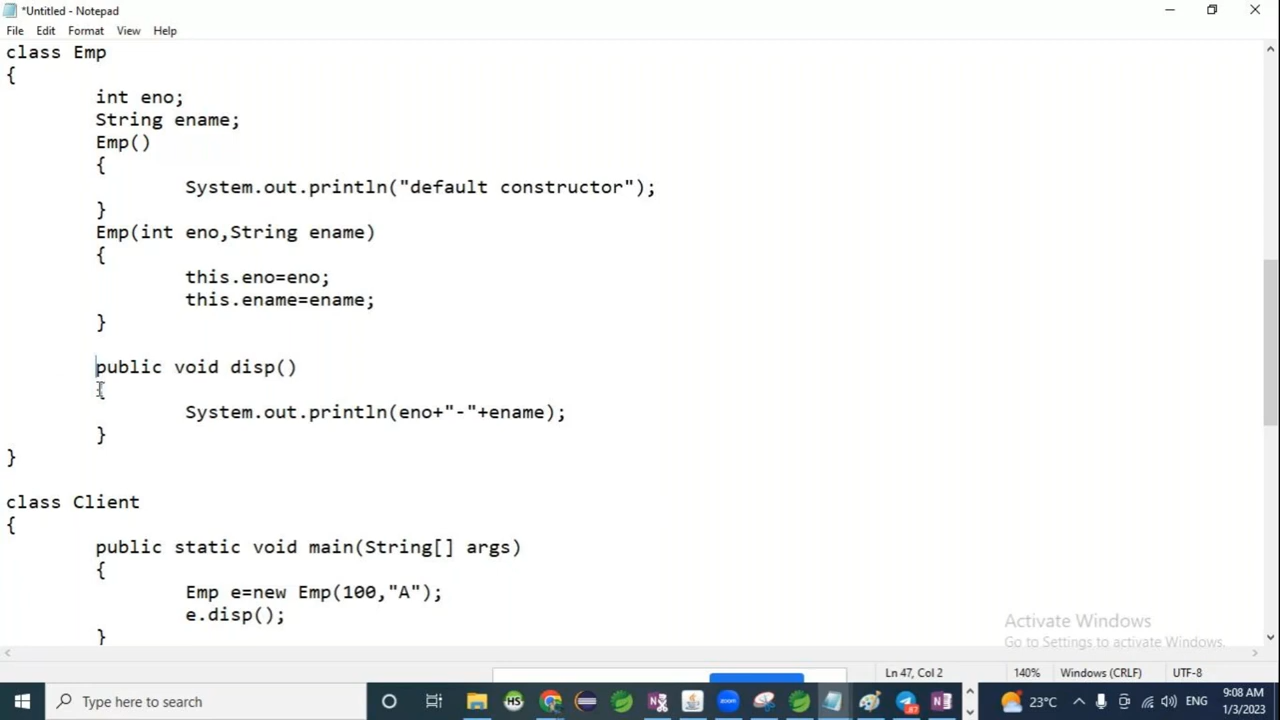 *Untitled - Notepad
File Edit Format View Help
class Emp
{
int eno;
String ename;
Emp()
{
System.out.println("default constructor");
}
Emp(int eno,String ename)
{
this.eno=eno;
this.ename=ename;
}
public void disp()
{
System.out.println(eno+"-"+ename);
}
}
class Client
{
public static void main(String[] args)
{
Emp e=new Emp(100,"A");
e.disp();
}
Activate Windows
Go to Settings to activate Windows.
Ln 47, Col 2 140% Windows (CRLF) UTF-8
Type here to search
HS
zoom
87
23°C
ENG
9:08 AM
1/3/2023